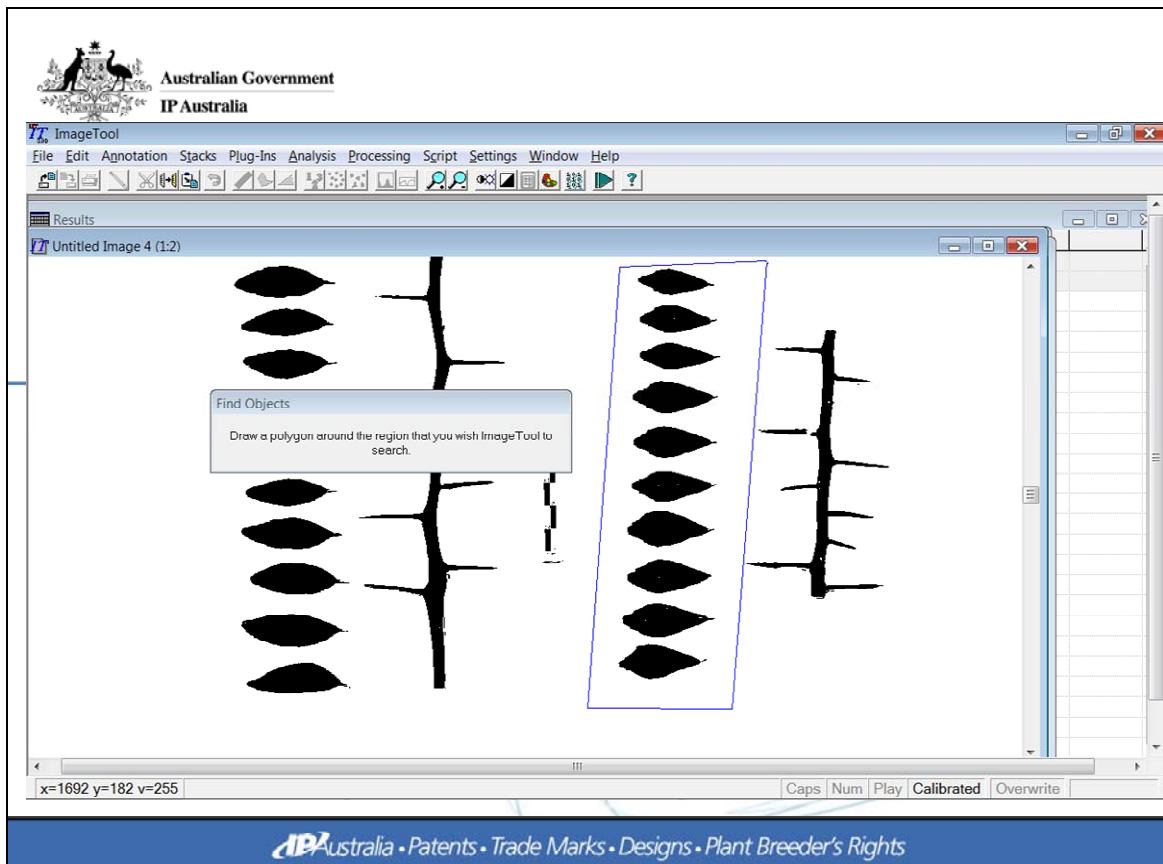 Australian Government
IP Australia
ImageTool
File Edit Annotation Stacks Plug-Ins Analysis Processing Script Settings Window Help
Results
Untitled Image 4 (1:2)
Find Objects
Draw a polygon around the region that you wish ImageTool to
search.
x=1692 y=182 v=255
Caps Num Play Calibrated Overwrite
IP Australia • Patents • Trade Marks • Designs • Plant Breeder's Rights